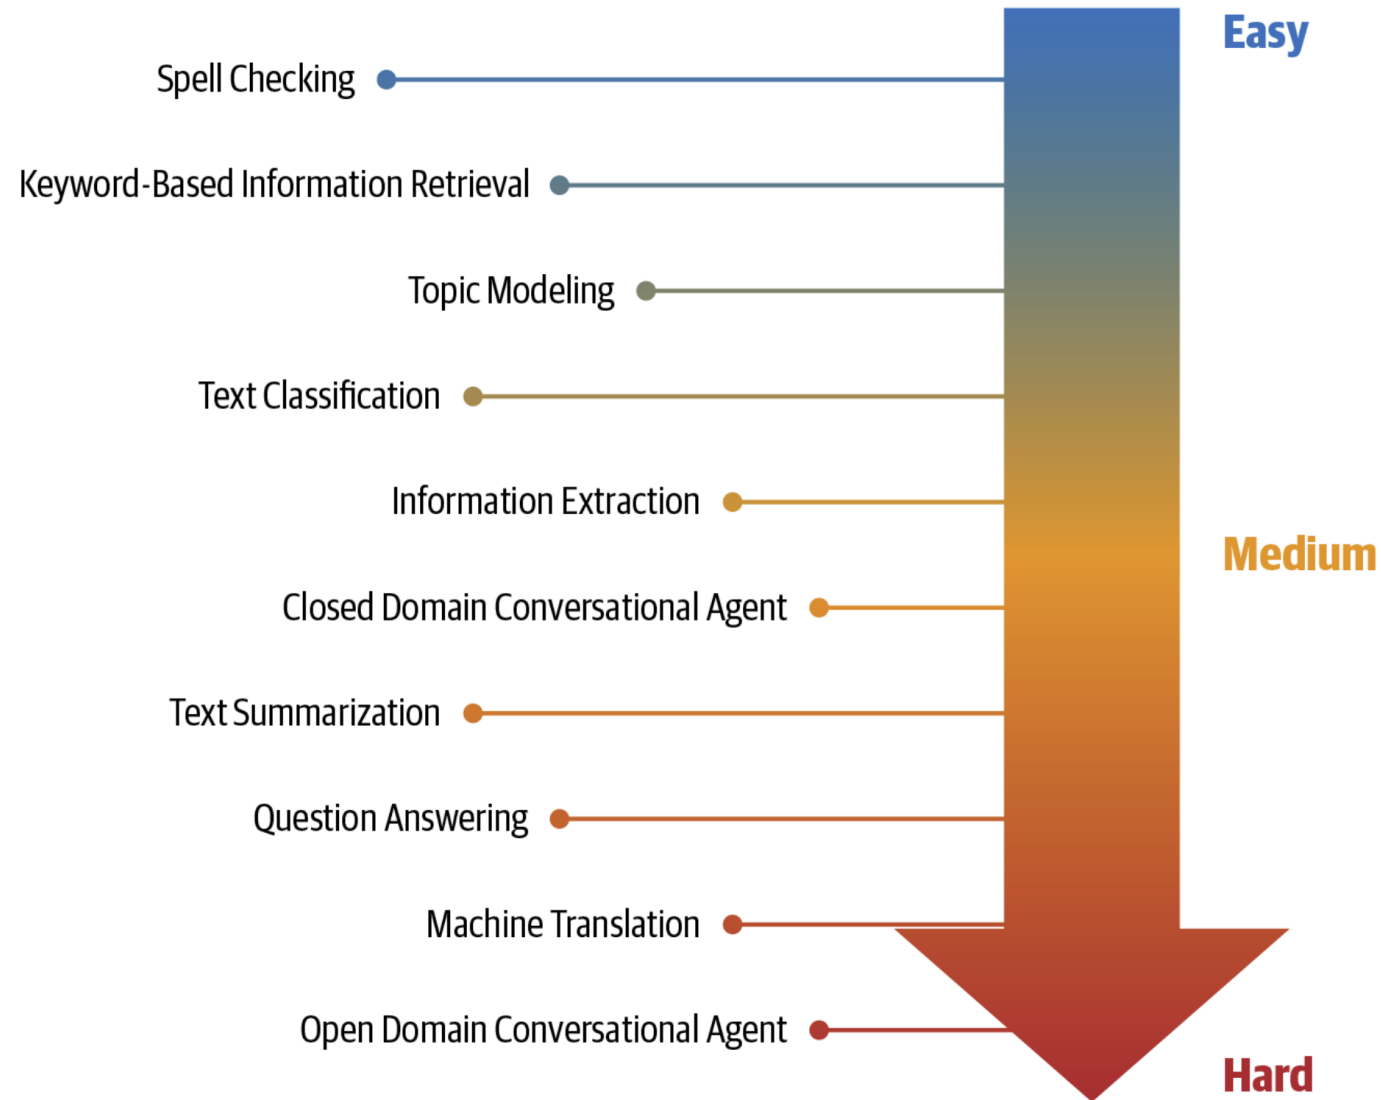 Easy
Spell Checking
Keyword-Based Information Retrieval
Topic Modeling
Text Classification
Information Extraction
Medium
Closed Domain Conversational Agent
Text Summarization
Question Answering
Machine Translation
Open Domain Conversational Agent
Hard